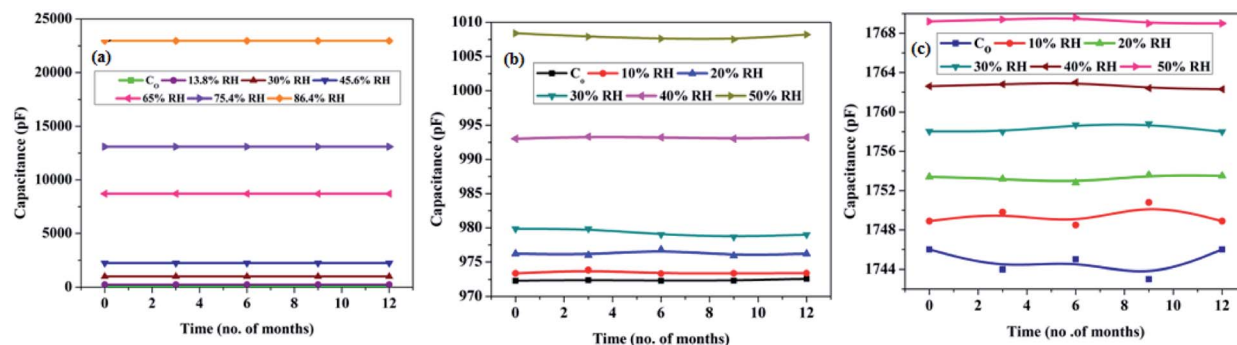 (a)
C₀ 13.8% RH 30% RH 45.6% RH
65% RH 75.4% RH 86.4% RH
Capacitance (pF)
25000
20000
15000
10000
5000
0
0 2 4 6 8 10 12
Time (no. of months)
(b)
C₀ 10% RH 20% RH
30% RH 40% RH 50% RH
Capacitance (pF)
1010
1005
1000
995
990
985
980
975
970
0 2 4 6 8 10 12
Time (no. of months)
(c)
C₀ 10% RH 20% RH
30% RH 40% RH 50% RH
Capacitance (pF)
1768
1764
1760
1756
1752
1748
1744
0 2 4 6 8 10 12
Time (no .of months)